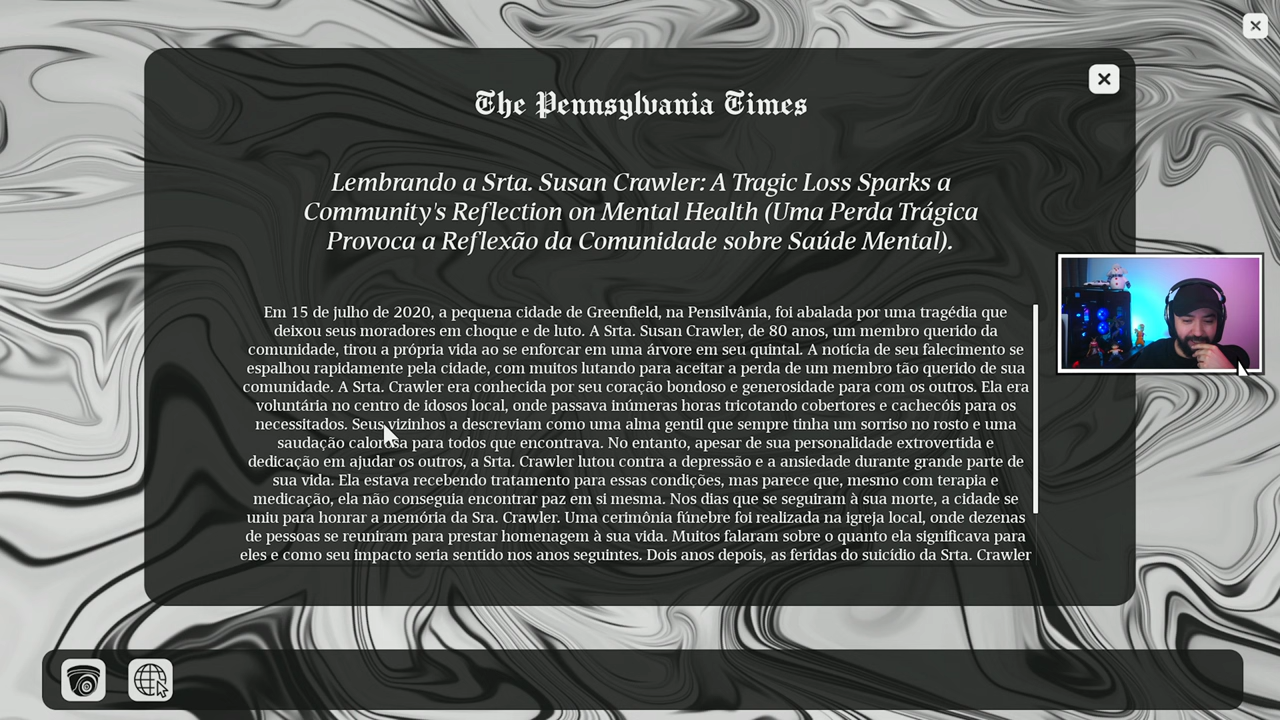 The Pennsylvania Times
Lembrando a Srta. Susan Crawler: A Tragic Loss Sparks a
Community's Reflection on Mental Health (Uma Perda Trágica
Provoca a Reflexão da Comunidade sobre Saúde Mental).
Em 15 de julho de 2020, a pequena cidade de Greenfield, na Pensilvânia, foi abalada por uma tragédia que
deixou seus moradores em choque e de luto. A Srta. Susan Crawler, de 80 anos, um membro querido da
comunidade, tirou a própria vida ao se enforcar em uma árvore em seu quintal. A notícia de seu falecimento se
espalhou rapidamente pela cidade, com muitos lutando para aceitar a perda de um membro tão querido de sua
comunidade. A Srta. Crawler era conhecida por seu coração bondoso e generosidade para com os outros. Ela era
voluntária no centro de idosos local, onde passava inúmeras horas tricotando cobertores e cachecóis para os
necessitados. Seus vizinhos a descreviam como uma alma gentil que sempre tinha um sorriso no rosto e uma
saudação calorosa para todos que encontrava. No entanto, apesar de sua personalidade extrovertida e
dedicação em ajudar os outros, a Srta. Crawler lutou contra a depressão e a ansiedade durante grande parte de
sua vida. Ela estava recebendo tratamento para essas condições, mas parece que, mesmo com terapia e
medicação, ela não conseguia encontrar paz em si mesma. Nos dias que se seguiram à sua morte, a cidade se
uniu para honrar a memória da Sra. Crawler. Uma cerimônia fúnebre foi realizada na igreja local, onde dezenas
de pessoas se reuniram para prestar homenagem à sua vida. Muitos falaram sobre o quanto ela significava para
eles e como seu impacto seria sentido nos anos seguintes. Dois anos depois, as feridas do suicídio da Srta. Crawler